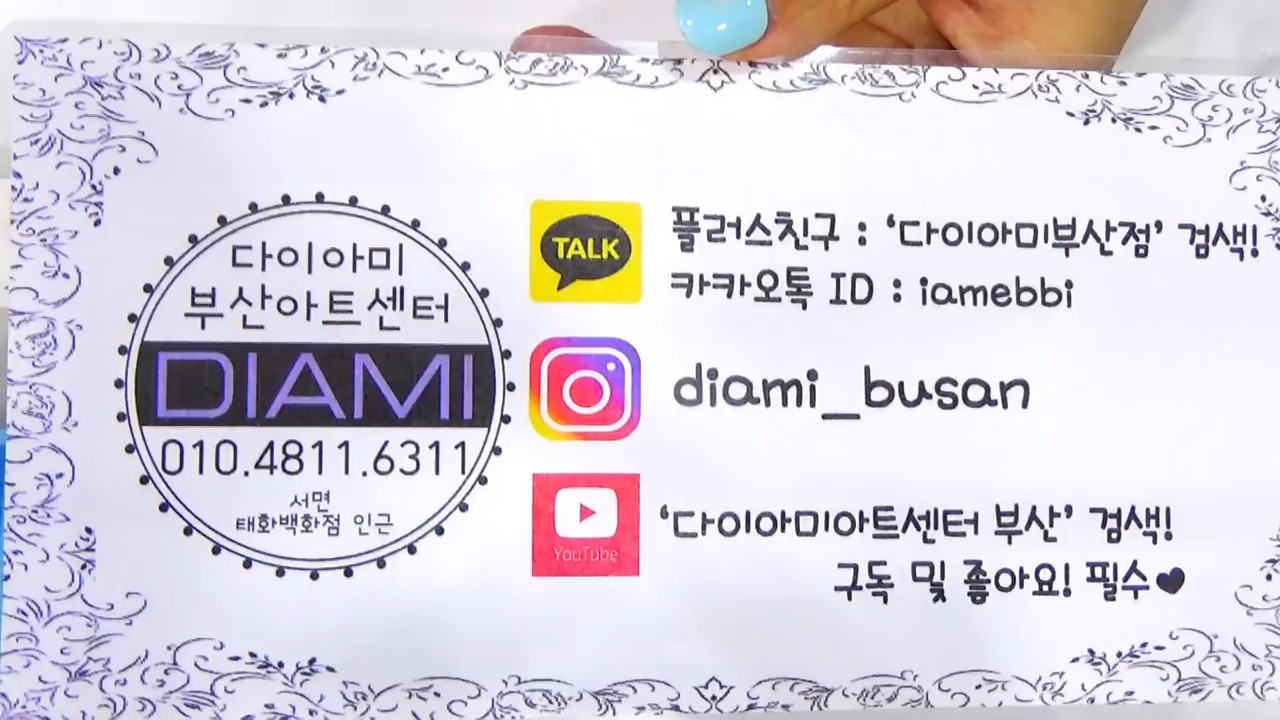 다이아미
부산아트센터
DIAMI
010.4811.6311
서면
태화백화점 인근
TALK
플러스친구 : ‘다이아미부산점’ 검색!
카카오톡 ID : iamebbi
diami_busan
YouTube
‘다이아미아트센터 부산’ 검색!
구독 및 좋아요! 필수♥